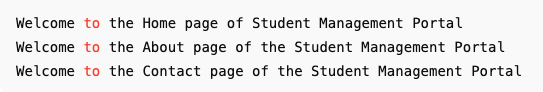 Welcome to the Home page of Student Management Portal
Welcome to the About page of the Student Management Portal
Welcome to the Contact page of the Student Management Portal